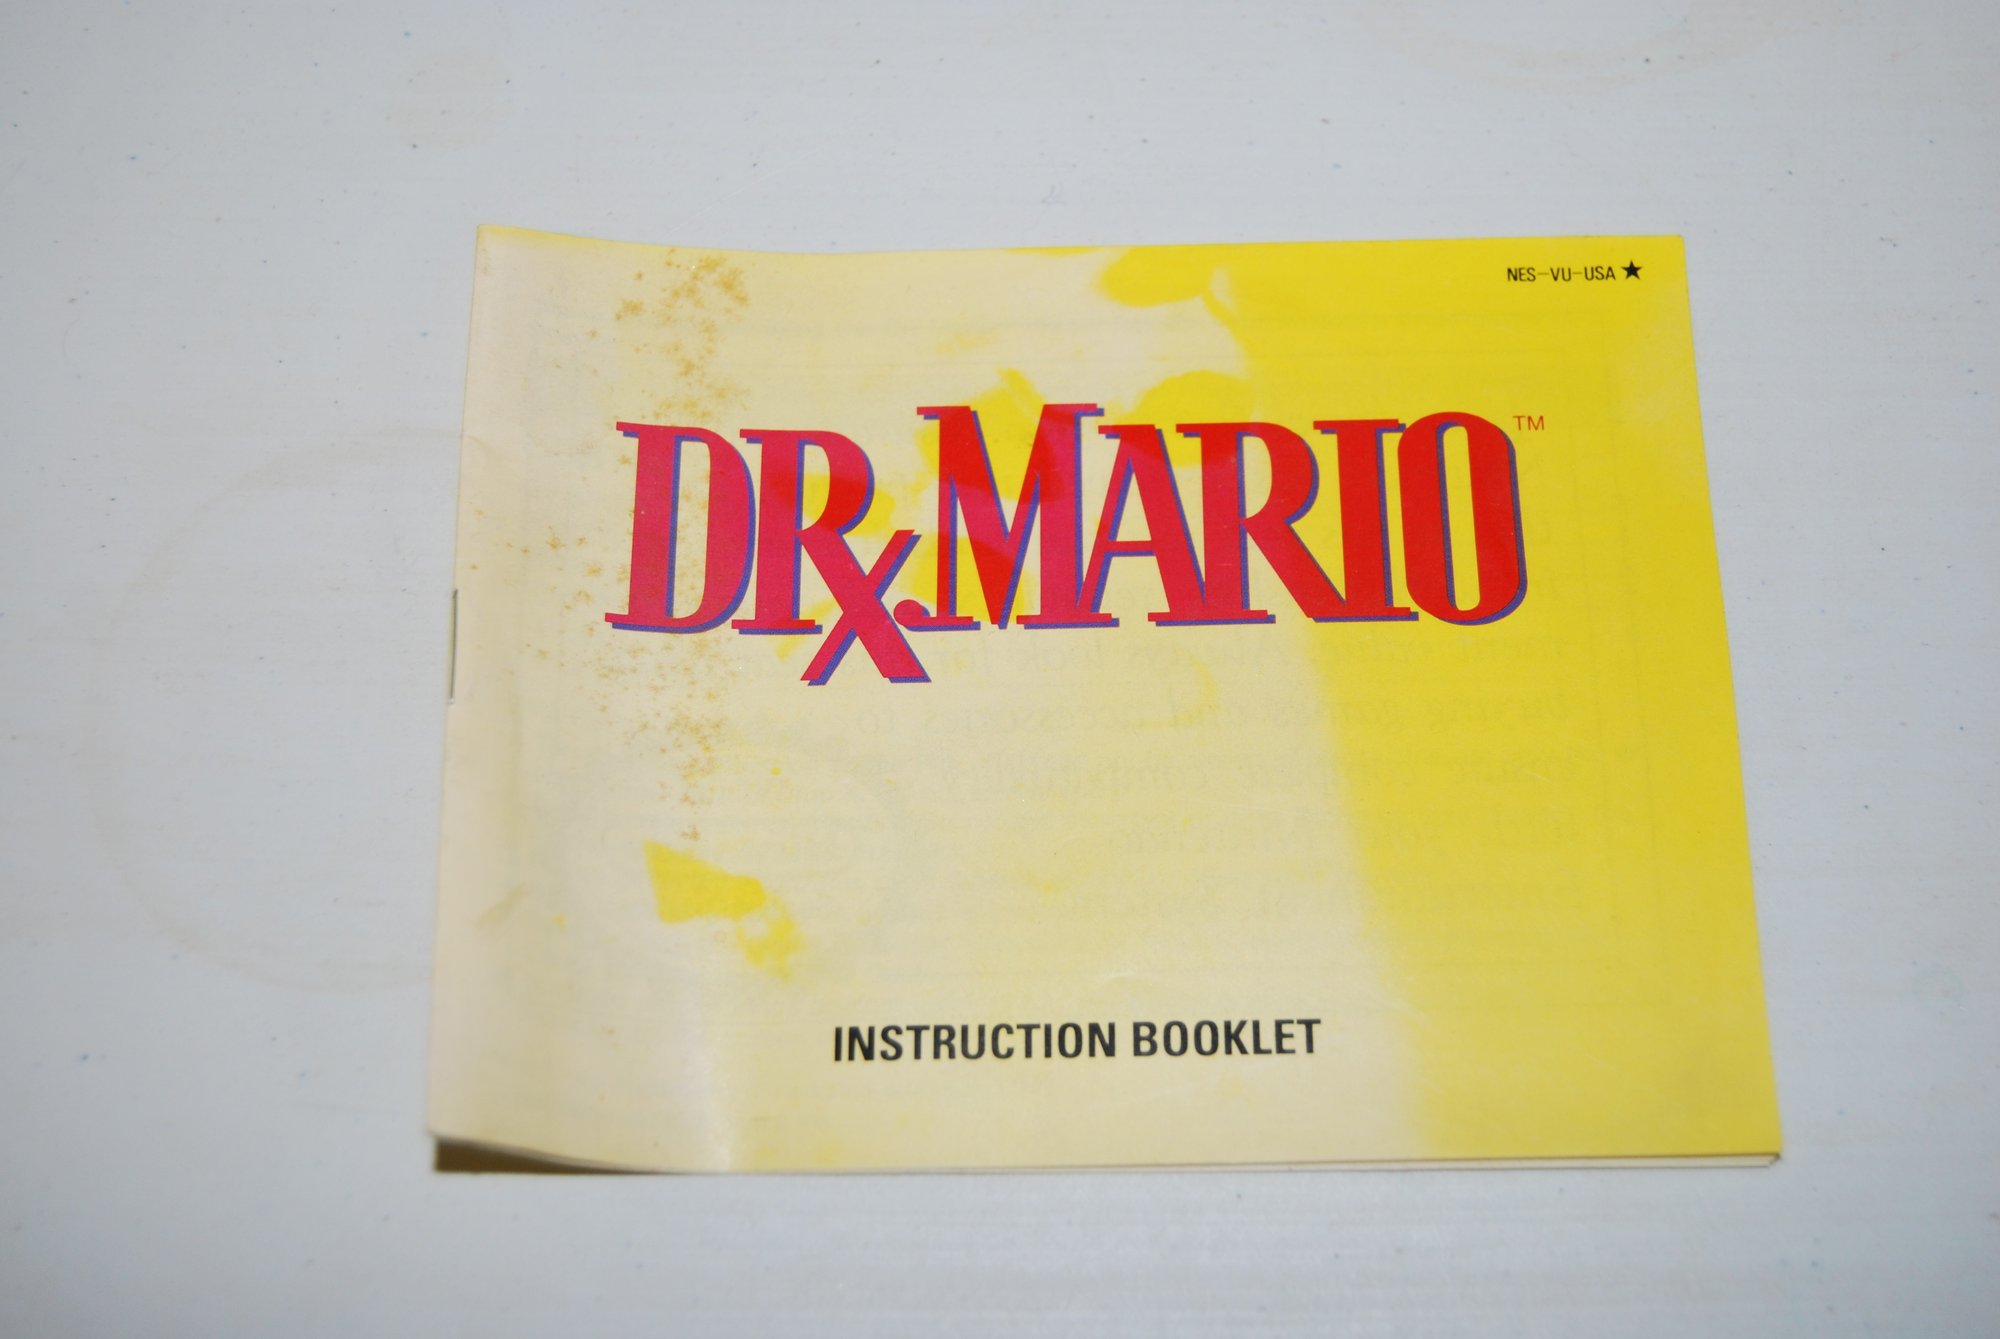 NES-VU-USA★
DR. MARIO™
INSTRUCTION BOOKLET